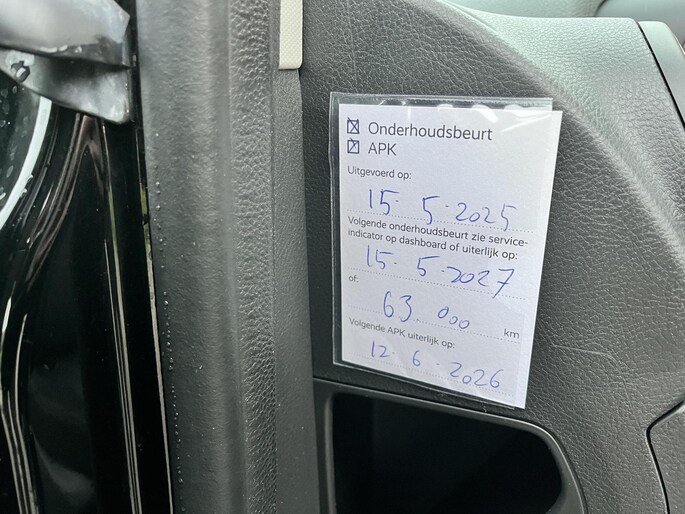 Onderhoudsbeurt
APK
Uitgevoerd op:
15-5-2025
Volgende onderhoudsbeurt zie service-
indicator op dashboard of uiterlijk op:
15-5-2027
of:
63.000 km
Volgende APK uiterlijk op:
12-6-2026